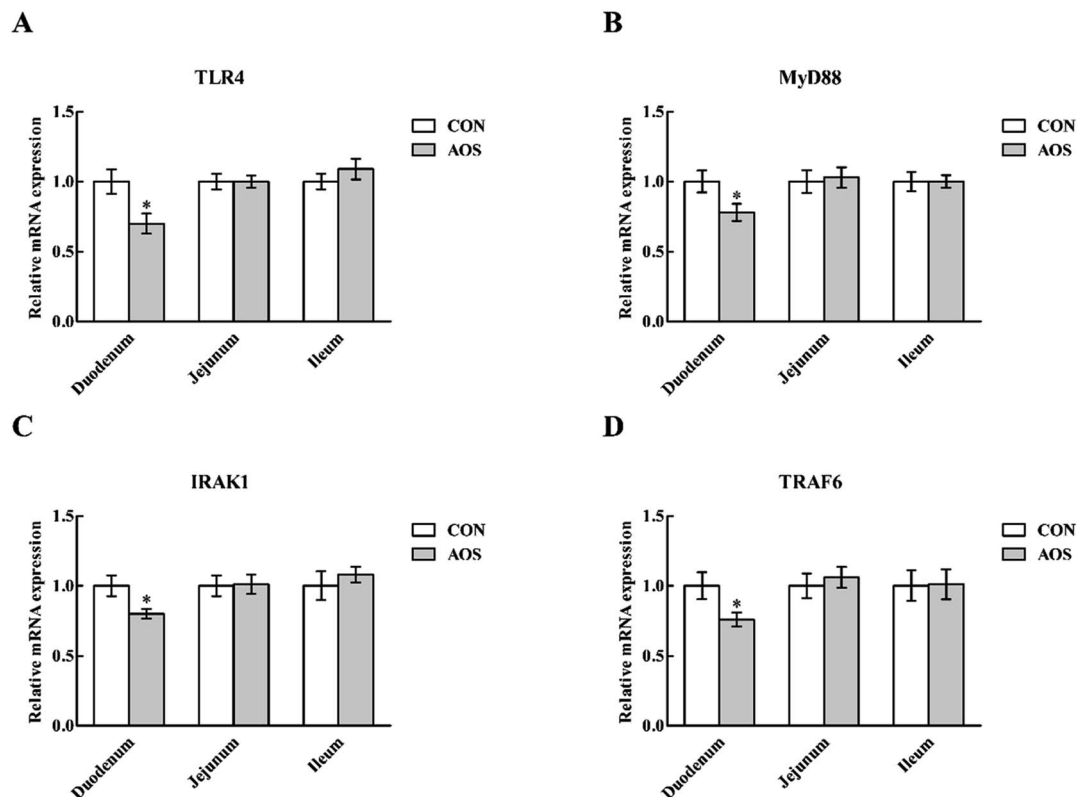 A
TLR4
Relative mRNA expression
1.5
1.0
0.5
0.0
Duodenum
Jejunum
Ileum
*
CON
AOS
B
MyD88
Relative mRNA expression
1.5
1.0
0.5
0.0
Duodenum
Jejunum
Ileum
*
CON
AOS
C
IRAK1
Relative mRNA expression
1.5
1.0
0.5
0.0
Duodenum
Jejunum
Ileum
*
CON
AOS
D
TRAF6
Relative mRNA expression
1.5
1.0
0.5
0.0
Duodenum
Jejunum
Ileum
*
CON
AOS